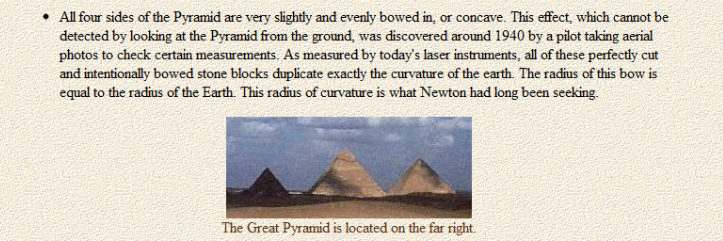 • All four sides of the Pyramid are very slightly and evenly bowed in, or concave. This effect, which cannot be
detected by looking at the Pyramid from the ground, was discovered around 1940 by a pilot taking aerial
photos to check certain measurements. As measured by today's laser instruments, all of these perfectly cut
and intentionally bowed stone blocks duplicate exactly the curvature of the earth. The radius of this bow is
equal to the radius of the Earth. This radius of curvature is what Newton had long been seeking.
The Great Pyramid is located on the far right.